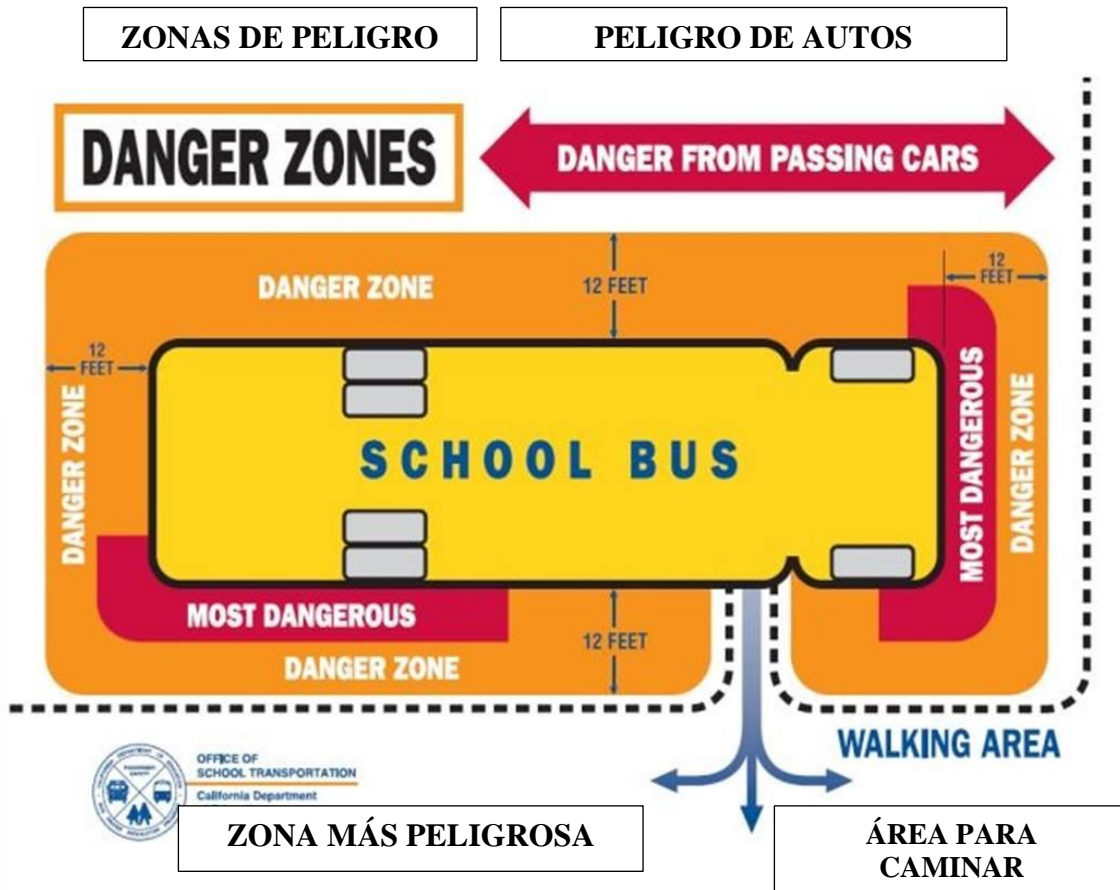 ZONAS DE PELIGRO
PELIGRO DE AUTOS
DANGER ZONES
DANGER FROM PASSING CARS
DANGER ZONE
12 FEET
12
FEET
12
FEET
DANGER ZONE
SCHOOL BUS
MOST DANGEROUS
DANGER ZONE
MOST DANGEROUS
12 FEET
DANGER ZONE
WALKING AREA
OFFICE OF
SCHOOL TRANSPORTATION
California Department
ZONA MÁS PELIGROSA
ÁREA PARA
CAMINAR